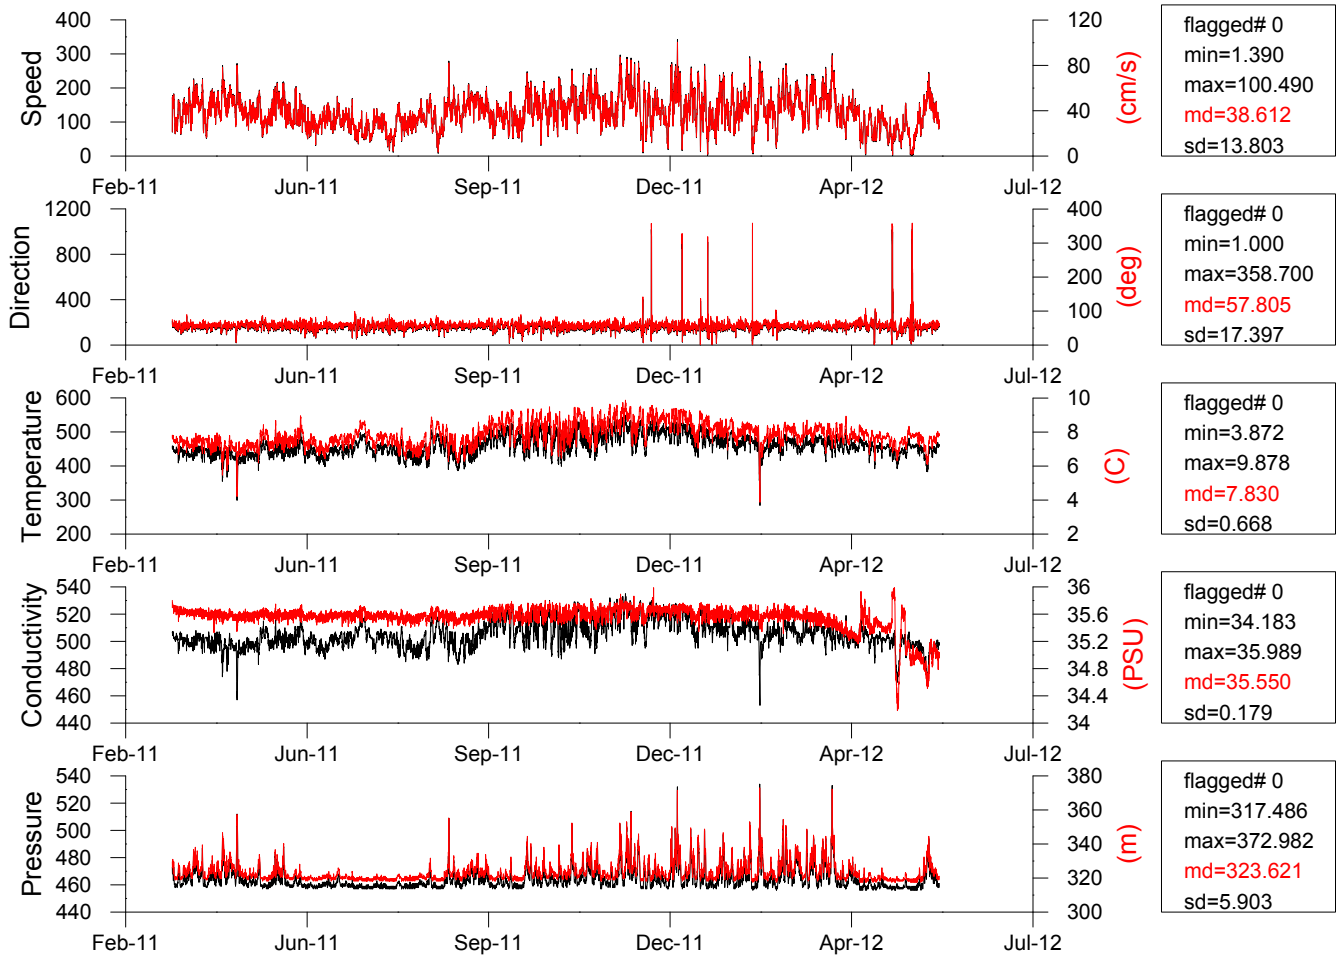 Speed
400
300
200
100
0
120
80
40
0
(cm/s)
Feb-11 Jun-11 Sep-11 Dec-11 Apr-12 Jul-12
flagged# 0
min=1.390
max=100.490
md=38.612
sd=13.803
Direction
1200
800
400
0
400
300
200
100
0
(deg)
Feb-11 Jun-11 Sep-11 Dec-11 Apr-12 Jul-12
flagged# 0
min=1.000
max=358.700
md=57.805
sd=17.397
Temperature
600
500
400
300
200
10
8
6
4
2
(C)
Feb-11 Jun-11 Sep-11 Dec-11 Apr-12 Jul-12
flagged# 0
min=3.872
max=9.878
md=7.830
sd=0.668
Conductivity
540
520
500
480
460
440
36
35.6
35.2
34.8
34.4
34
(PSU)
Feb-11 Jun-11 Sep-11 Dec-11 Apr-12 Jul-12
flagged# 0
min=34.183
max=35.989
md=35.550
sd=0.179
Pressure
540
520
500
480
460
440
380
360
340
320
300
(m)
Feb-11 Jun-11 Sep-11 Dec-11 Apr-12 Jul-12
flagged# 0
min=317.486
max=372.982
md=323.621
sd=5.903